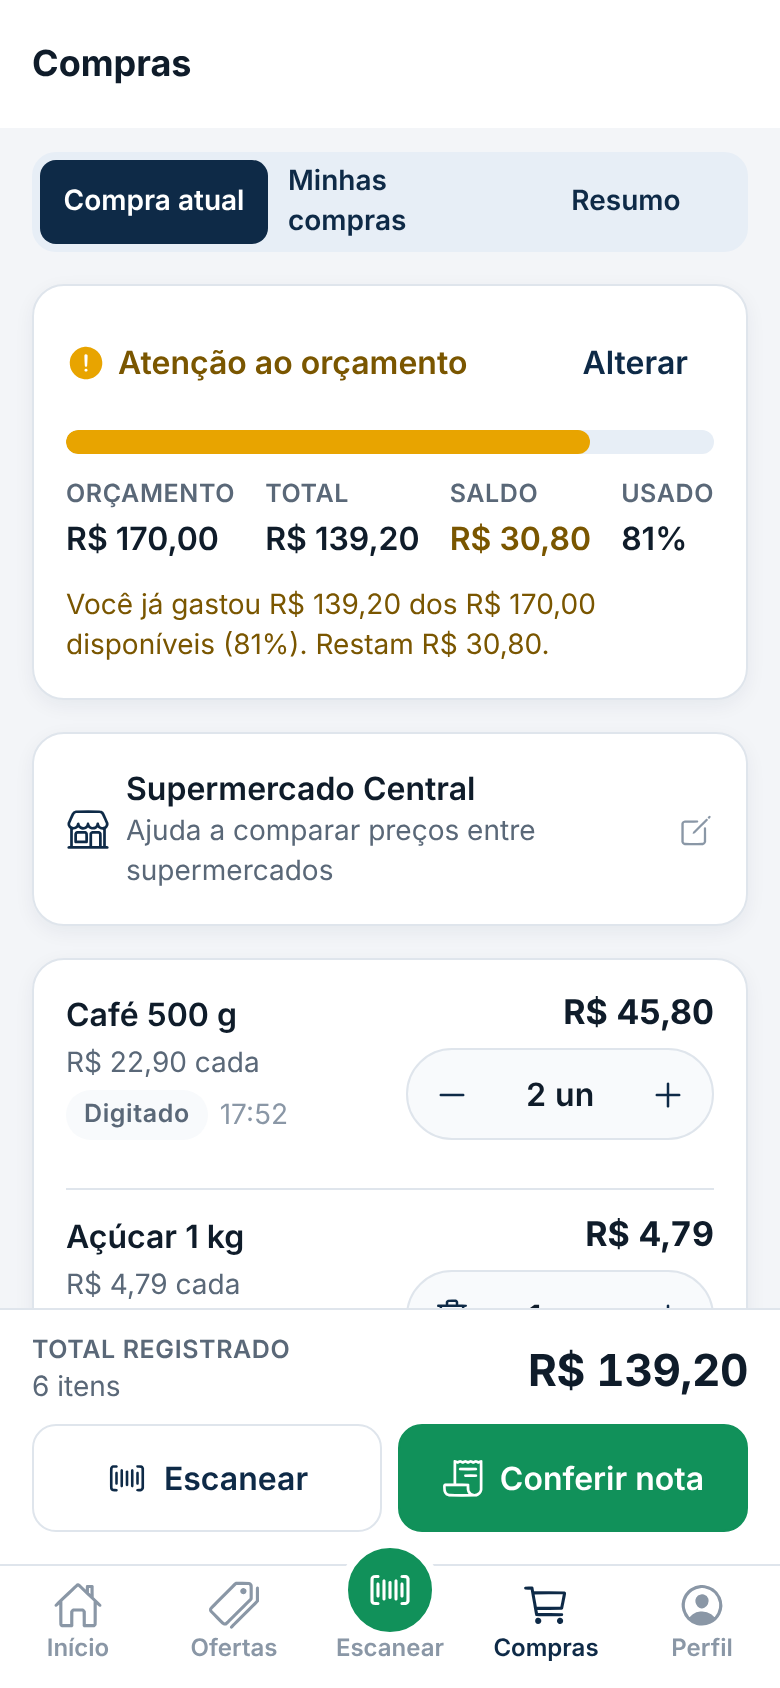 Compras
Compra atual
Minhas
compras
Resumo
Atenção ao orçamento
Alterar
ORÇAMENTO TOTAL SALDO USADO
R$ 170,00 R$ 139,20 R$ 30,80 81%
Você já gastou R$ 139,20 dos R$ 170,00
disponíveis (81%). Restam R$ 30,80.
Supermercado Central
Ajuda a comparar preços entre
supermercados
Café 500 g
R$ 45,80
R$ 22,90 cada
2 un
Digitado 17:52
Açúcar 1 kg
R$ 4,79
R$ 4,79 cada
TOTAL REGISTRADO
6 itens
R$ 139,20
Escanear
Conferir nota
Início
Ofertas
Escanear
Compras
Perfil